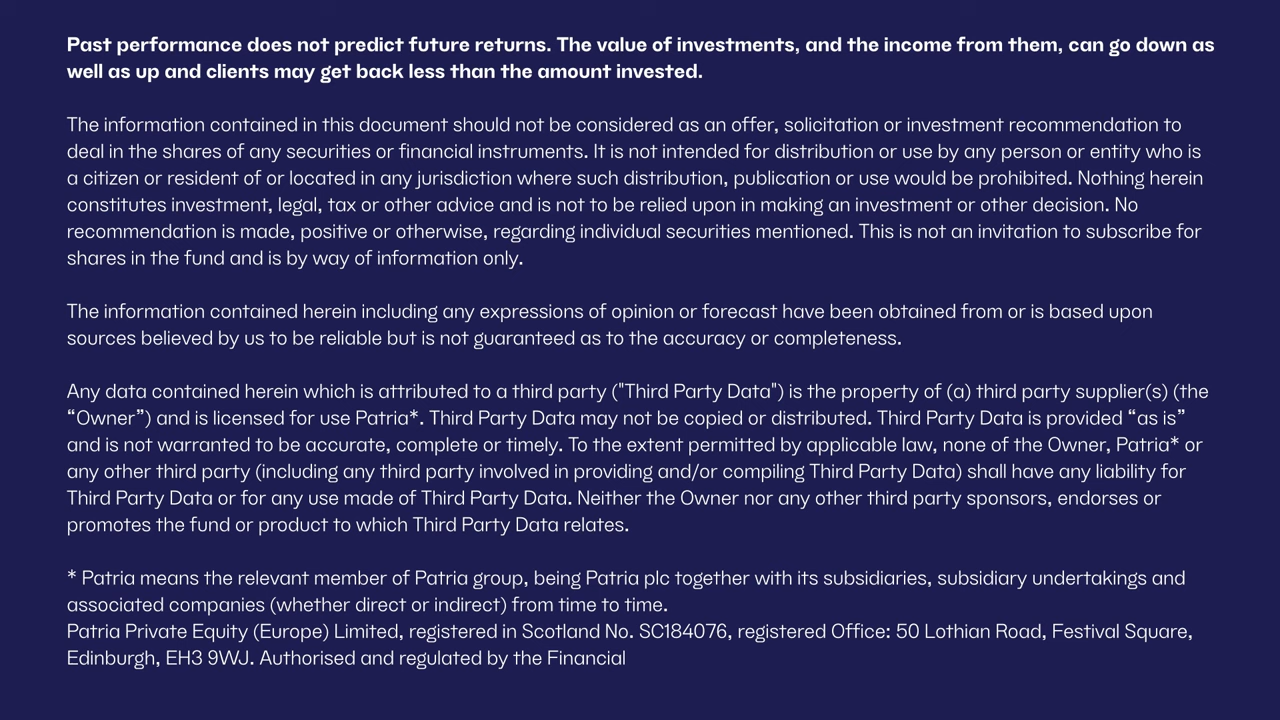 Past performance does not predict future returns. The value of investments, and the income from them, can go down as
well as up and clients may get back less than the amount invested.
The information contained in this document should not be considered as an offer, solicitation or investment recommendation to
deal in the shares of any securities or financial instruments. It is not intended for distribution or use by any person or entity who is
a citizen or resident of or located in any jurisdiction where such distribution, publication or use would be prohibited. Nothing herein
constitutes investment, legal, tax or other advice and is not to be relied upon in making an investment or other decision. No
recommendation is made, positive or otherwise, regarding individual securities mentioned. This is not an invitation to subscribe for
shares in the fund and is by way of information only.
The information contained herein including any expressions of opinion or forecast have been obtained from or is based upon
sources believed by us to be reliable but is not guaranteed as to the accuracy or completeness.
Any data contained herein which is attributed to a third party ("Third Party Data") is the property of (a) third party supplier(s) (the
“Owner”) and is licensed for use Patria*. Third Party Data may not be copied or distributed. Third Party Data is provided “as is”
and is not warranted to be accurate, complete or timely. To the extent permitted by applicable law, none of the Owner, Patria* or
any other third party (including any third party involved in providing and/or compiling Third Party Data) shall have any liability for
Third Party Data or for any use made of Third Party Data. Neither the Owner nor any other third party sponsors, endorses or
promotes the fund or product to which Third Party Data relates.
* Patria means the relevant member of Patria group, being Patria plc together with its subsidiaries, subsidiary undertakings and
associated companies (whether direct or indirect) from time to time.
Patria Private Equity (Europe) Limited, registered in Scotland No. SC184076, registered Office: 50 Lothian Road, Festival Square,
Edinburgh, EH3 9WJ. Authorised and regulated by the Financial